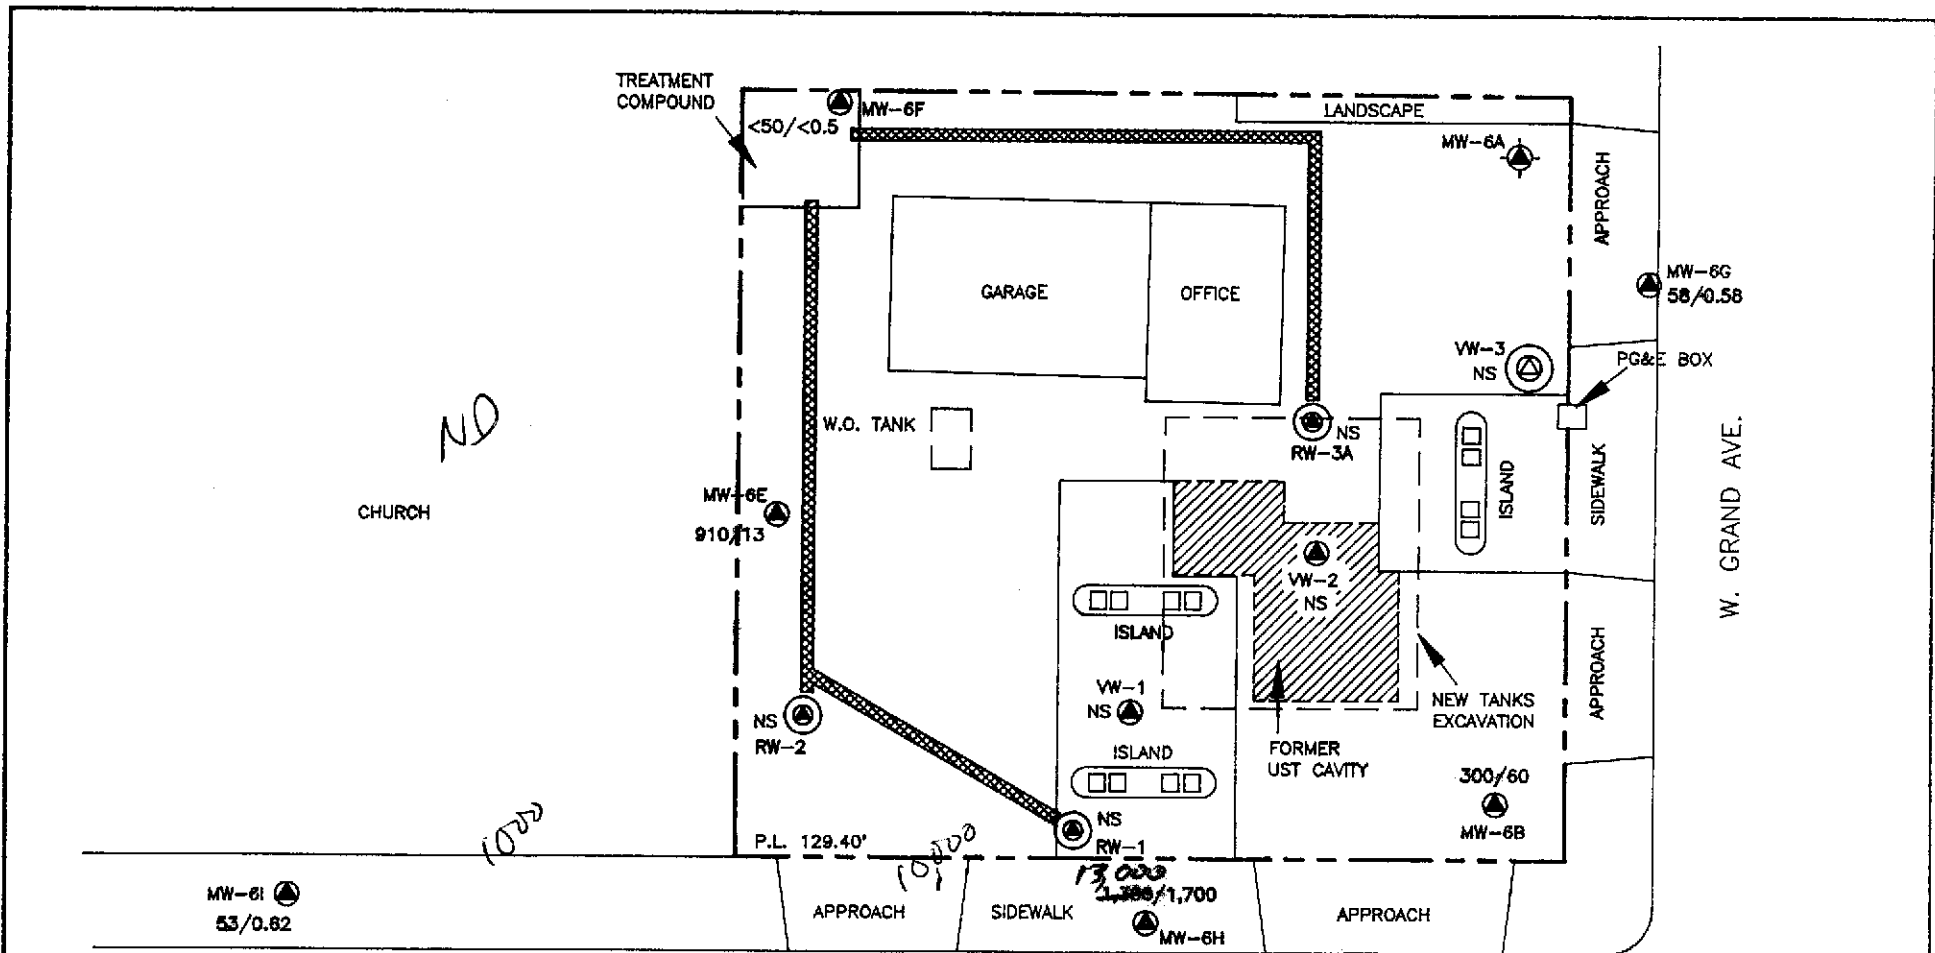 TREATMENT
COMPOUND
MW-6F
<50/<0.5
LANDSCAPE
MW-6A
APPROACH
MW-6G
58/0.58
GARAGE
OFFICE
VW-3
NS
PG&E BOX
ND
W.O. TANK
NS
RW-3A
ISLAND
SIDEWALK
W. GRAND AVE.
CHURCH
MW-6E
910/13
VW-2
NS
ISLAND
VW-1
NS
NEW TANKS
EXCAVATION
APPROACH
NS
RW-2
ISLAND
FORMER
UST CAVITY
300/60
MW-6B
1000
P.L. 129.40'
10,000
NS
RW-1
13,000
/1,700
MW-6I
53/0.62
APPROACH
SIDEWALK
MW-6H
APPROACH